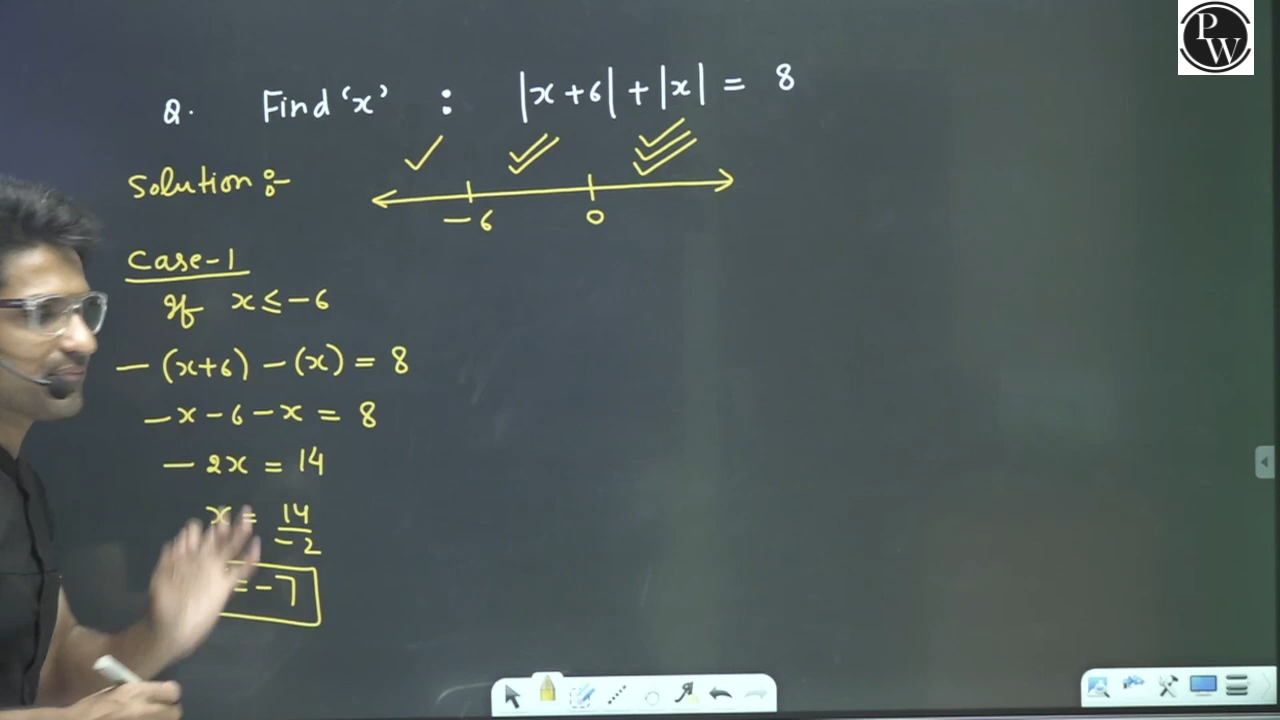 PW
Q. Find 'x' : |x+6| + |x| = 8
Solution :-
-6 0
Case-1
If x ≤ -6
-(x+6) -(x) = 8
-x-6-x = 8
-2x = 14
x = 14/-2
= -7